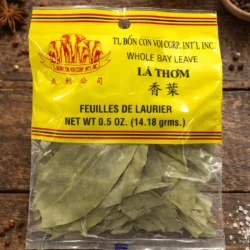 TL BỐN CON VOI CORP. INT'L INC.
WHOLE BAY LEAVE
LÁ THƠM
香葉
FEUILLES DE LAURIER
NET WT 0.5 OZ. (14.18 grms.)